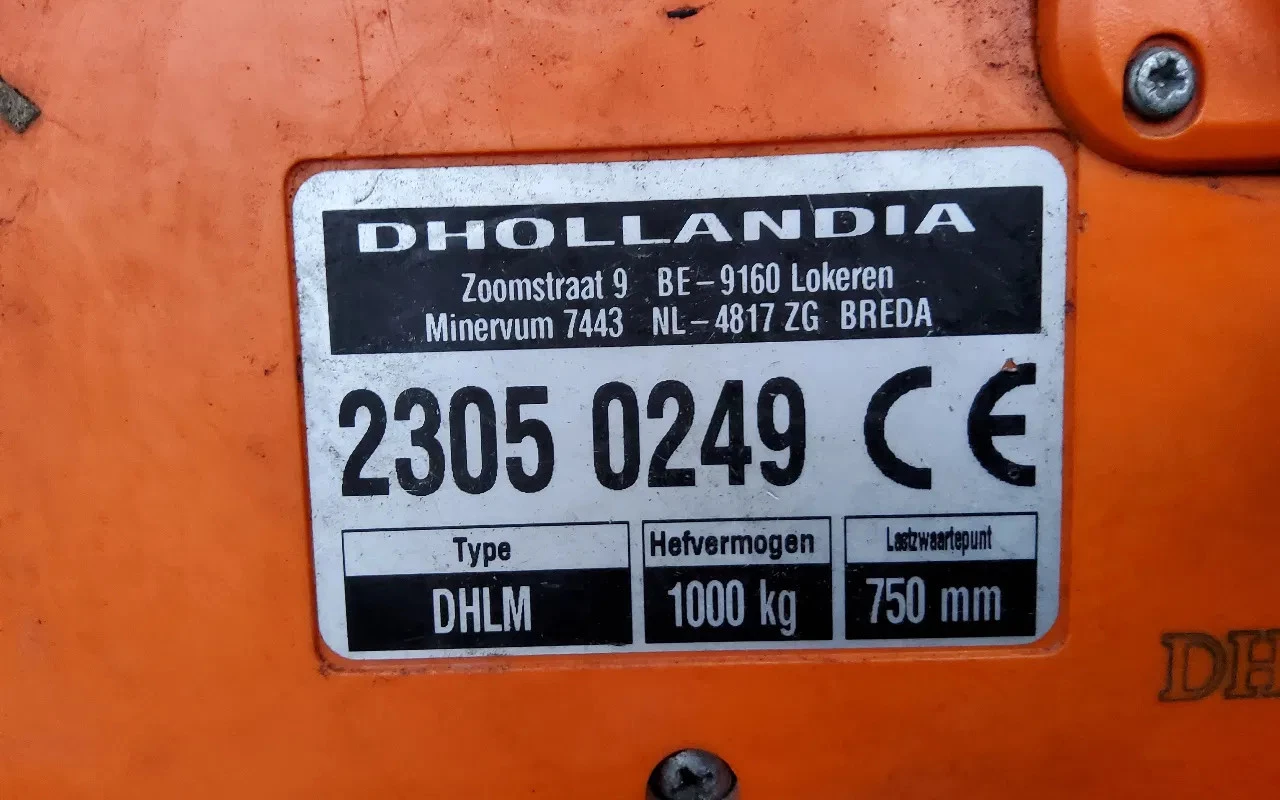 DHOLLANDIA
Zoomstraat 9 BE-9160 Lokeren
Minervum 7443 NL-4817 ZG BREDA
2305 0249 CE
Type Hefvermogen Lastzwaartepunt
DHLM 1000 kg 750 mm
DH